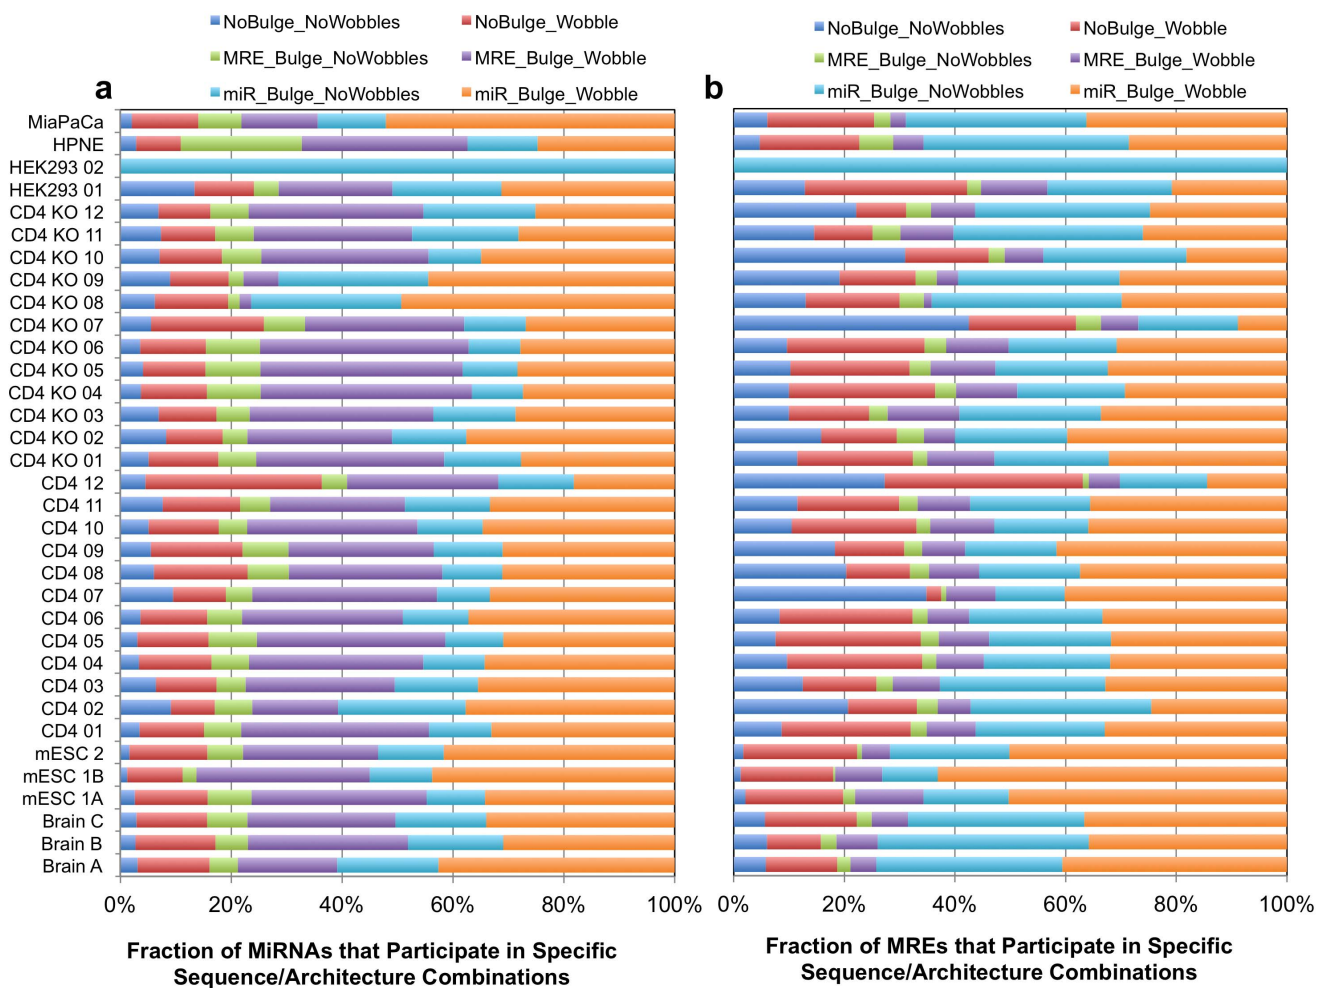 NoBulge_NoWobbles NoBulge_Wobble
MRE_Bulge_NoWobbles MRE_Bulge_Wobble
miR_Bulge_NoWobbles miR_Bulge_Wobble
a
MiaPaCa
HPNE
HEK293 02
HEK293 01
CD4 KO 12
CD4 KO 11
CD4 KO 10
CD4 KO 09
CD4 KO 08
CD4 KO 07
CD4 KO 06
CD4 KO 05
CD4 KO 04
CD4 KO 03
CD4 KO 02
CD4 KO 01
CD4 12
CD4 11
CD4 10
CD4 09
CD4 08
CD4 07
CD4 06
CD4 05
CD4 04
CD4 03
CD4 02
CD4 01
mESC 2
mESC 1B
mESC 1A
Brain C
Brain B
Brain A
0% 20% 40% 60% 80% 100%
Fraction of MiRNAs that Participate in Specific
Sequence/Architecture Combinations
NoBulge_NoWobbles NoBulge_Wobble
MRE_Bulge_NoWobbles MRE_Bulge_Wobble
miR_Bulge_NoWobbles miR_Bulge_Wobble
b
0% 20% 40% 60% 80% 100%
Fraction of MREs that Participate in Specific
Sequence/Architecture Combinations